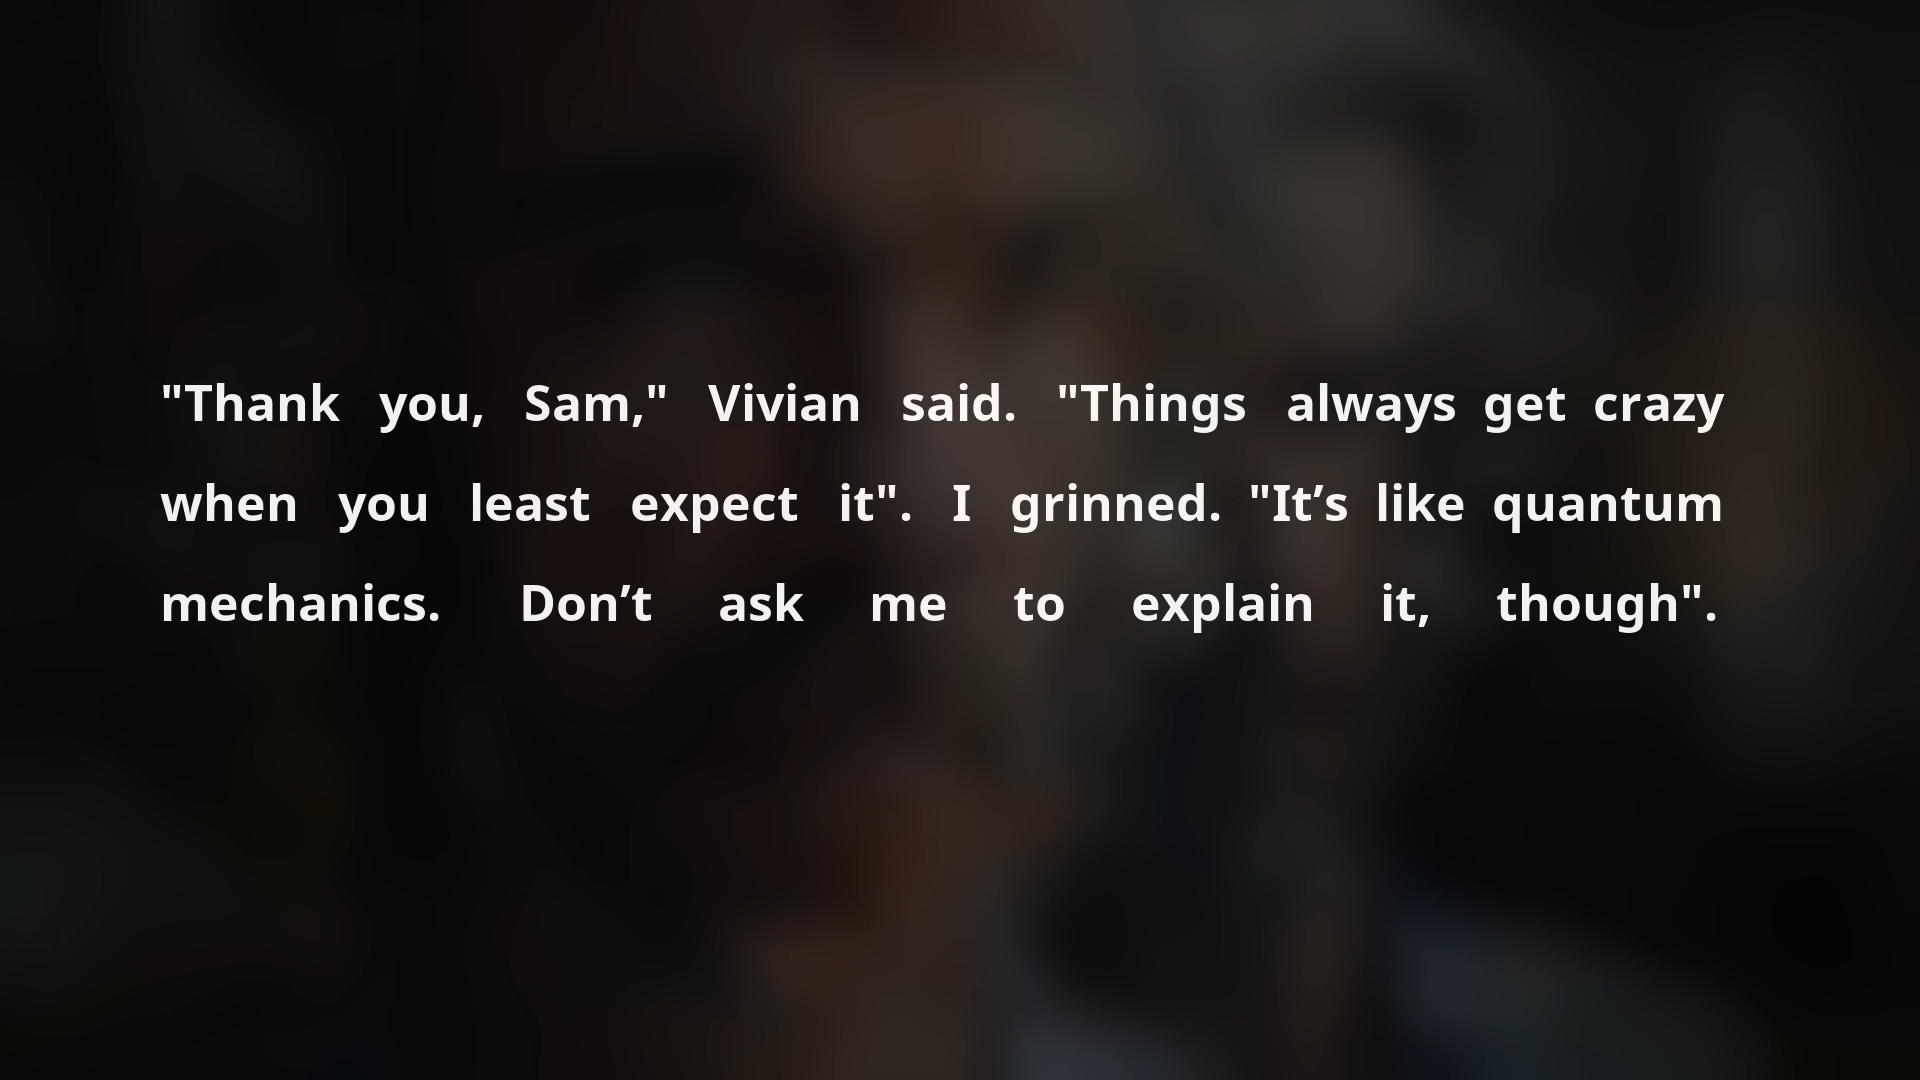 "Thank you, Sam," Vivian said. "Things always get crazy
when you least expect it". I grinned. "It’s like quantum
mechanics. Don’t ask me to explain it, though".